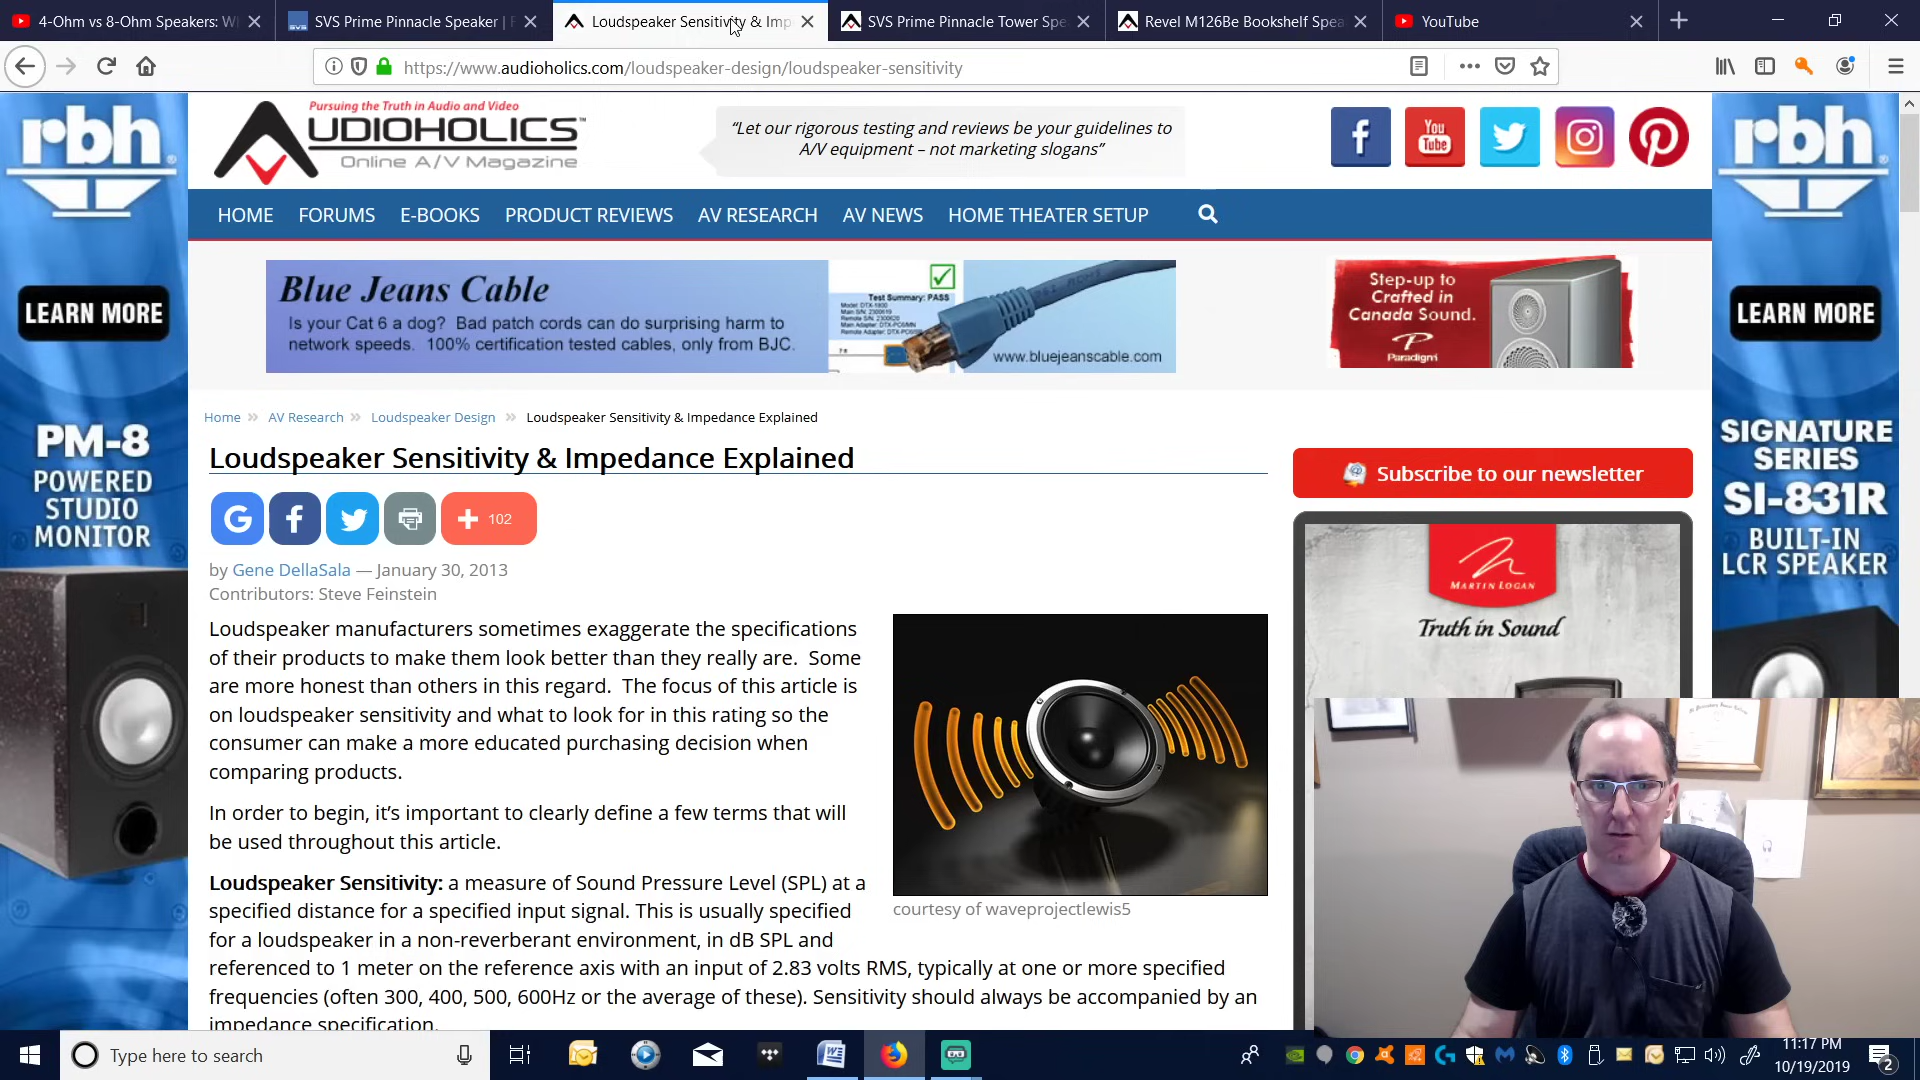 4-Ohm vs 8-Ohm Speakers: W
SVS Prime Pinnacle Speaker |
Loudspeaker Sensitivity & Imp
SVS Prime Pinnacle Tower Spe
Revel M126Be Bookshelf Spea
YouTube
https://www.audioholics.com/loudspeaker-design/loudspeaker-sensitivity
Pursuing the Truth in Audio and Video
AUDIOHOLICS
Online A/V Magazine
“Let our rigorous testing and reviews be your guidelines to
A/V equipment – not marketing slogans”
You
Tube
HOME
FORUMS
E-BOOKS
PRODUCT REVIEWS
AV RESEARCH
AV NEWS
HOME THEATER SETUP
rbh
LEARN MORE
PM-8
POWERED
STUDIO
MONITOR
Blue Jeans Cable
Is your Cat 6 a dog? Bad patch cords can do surprising harm to
network speeds. 100% certification tested cables, only from BJC.
Test Summary: PASS
www.bluejeanscable.com
Step-up to
Crafted in
Canada Sound.
Paradigm
rbh
LEARN MORE
SIGNATURE
SERIES
SI-831R
BUILT-IN
LCR SPEAKER
Home » AV Research » Loudspeaker Design » Loudspeaker Sensitivity & Impedance Explained
Loudspeaker Sensitivity & Impedance Explained
102
by Gene DellaSala — January 30, 2013
Contributors: Steve Feinstein
Loudspeaker manufacturers sometimes exaggerate the specifications
of their products to make them look better than they really are. Some
are more honest than others in this regard. The focus of this article is
on loudspeaker sensitivity and what to look for in this rating so the
consumer can make a more educated purchasing decision when
comparing products.
In order to begin, it’s important to clearly define a few terms that will
be used throughout this article.
Loudspeaker Sensitivity: a measure of Sound Pressure Level (SPL) at a
specified distance for a specified input signal. This is usually specified
for a loudspeaker in a non-reverberant environment, in dB SPL and
referenced to 1 meter on the reference axis with an input of 2.83 volts RMS, typically at one or more specified
frequencies (often 300, 400, 500, 600Hz or the average of these). Sensitivity should always be accompanied by an
impedance specification.
courtesy of waveprojectlewis5
Subscribe to our newsletter
MARTIN LOGAN
Truth in Sound
Type here to search
11:17 PM
10/19/2019
2